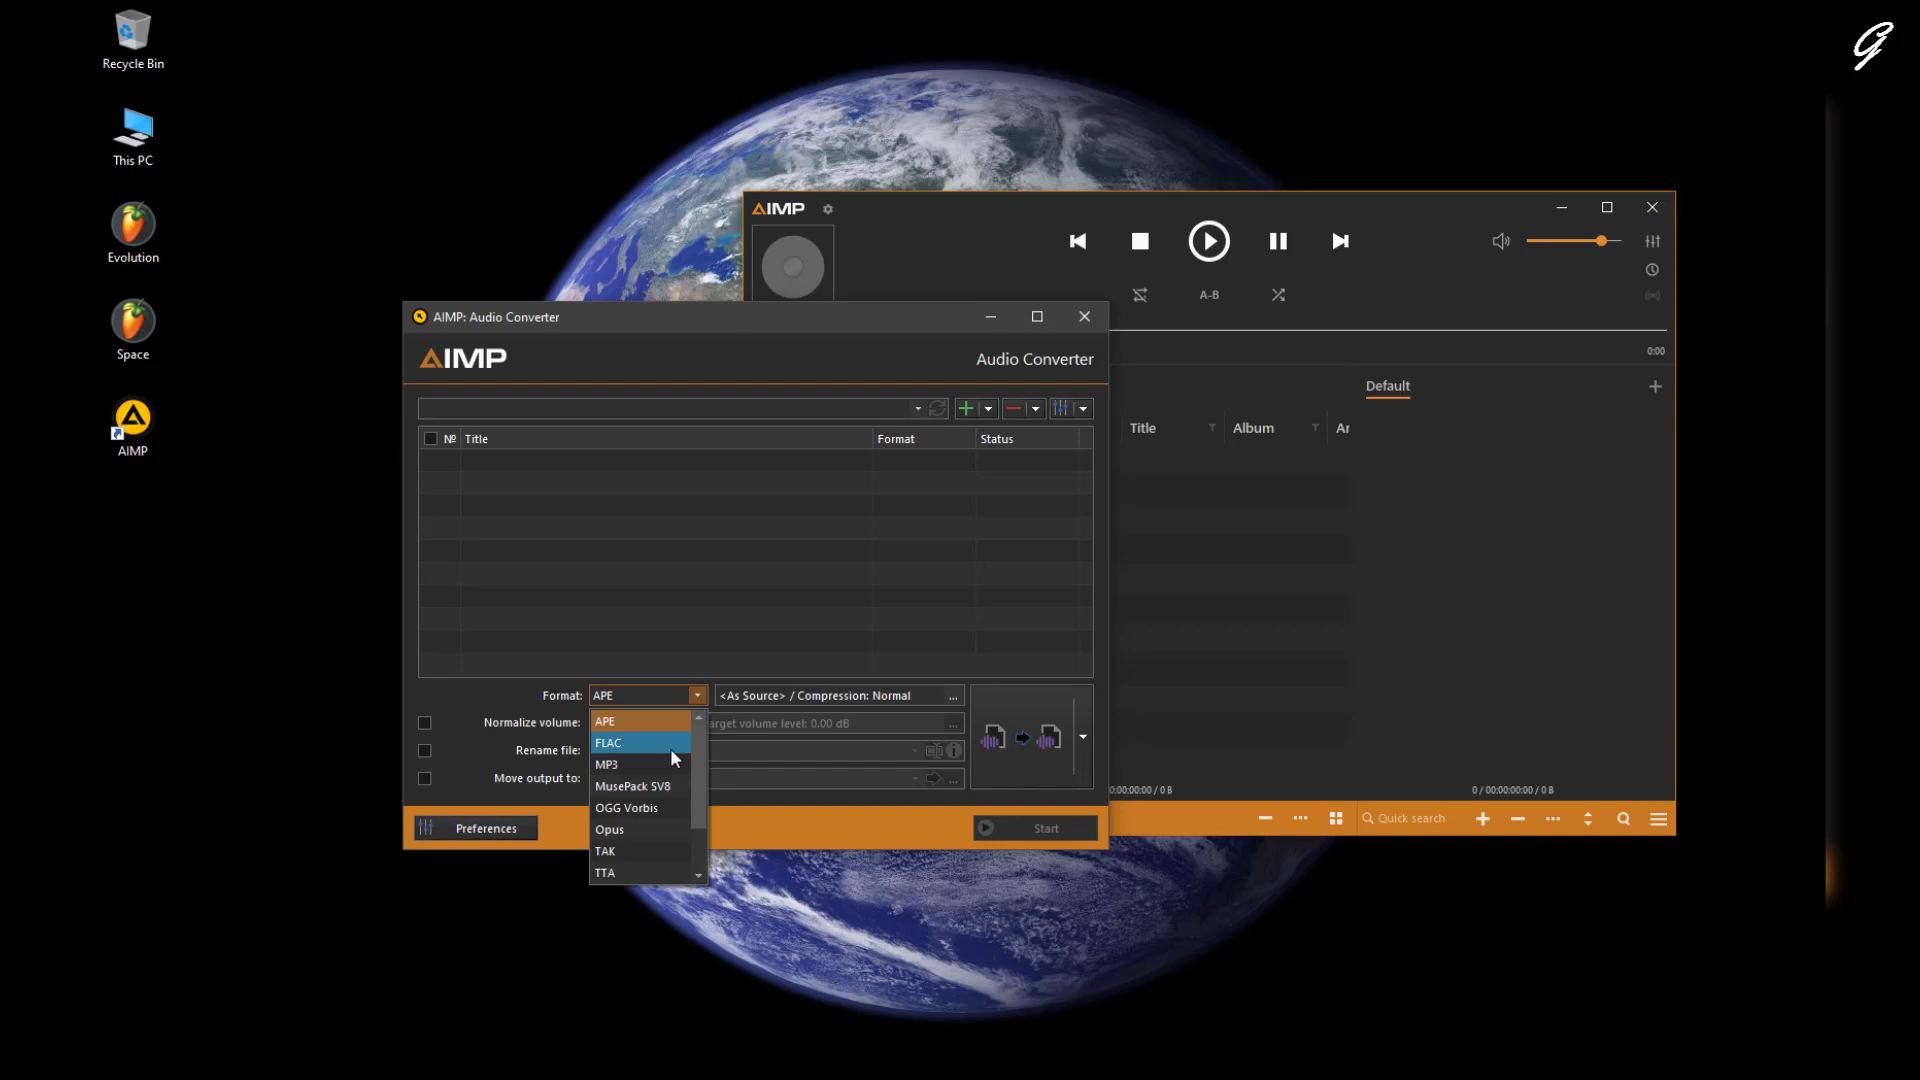 Recycle Bin
This PC
Evolution
Space
AIMP
g
AIMP
A-B
0:00
Default
Title
Album
Ar
0:00:00:00 / 0 B
0 / 00:00:00:00 / 0 B
Quick search
AIMP: Audio Converter
AIMP
Audio Converter
№ Title Format Status
Format: APE <As Source> / Compression: Normal ...
Normalize volume: arget volume level: 0.00 dB ...
Rename file:
Move output to: ...
APE
FLAC
MP3
MusePack SV8
OGG Vorbis
Opus
TAK
TTA
Preferences
Start